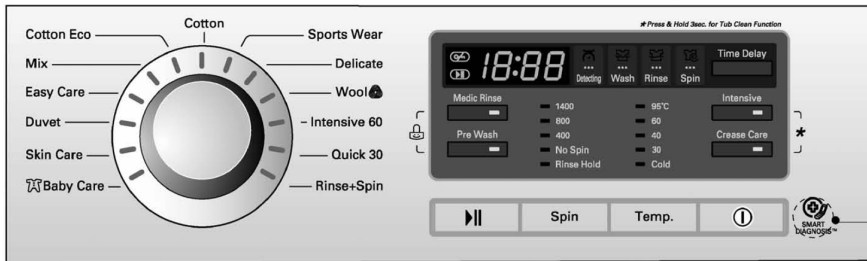 *Press & Hold 3sec. for Tub Clean Function
Cotton
Cotton Eco
Sports Wear
Mix
Delicate
Easy Care
Wool
Duvet
Intensive 60
Skin Care
Quick 30
Baby Care
Rinse+Spin
18:88
Detecting
Wash
Rinse
Spin
Time Delay
Medic Rinse
1400
95°C
Intensive
800
60
400
40
Pre Wash
No Spin
30
Crease Care
*
Rinse Hold
Cold
Spin
Temp.
SMART
DIAGNOSIS™